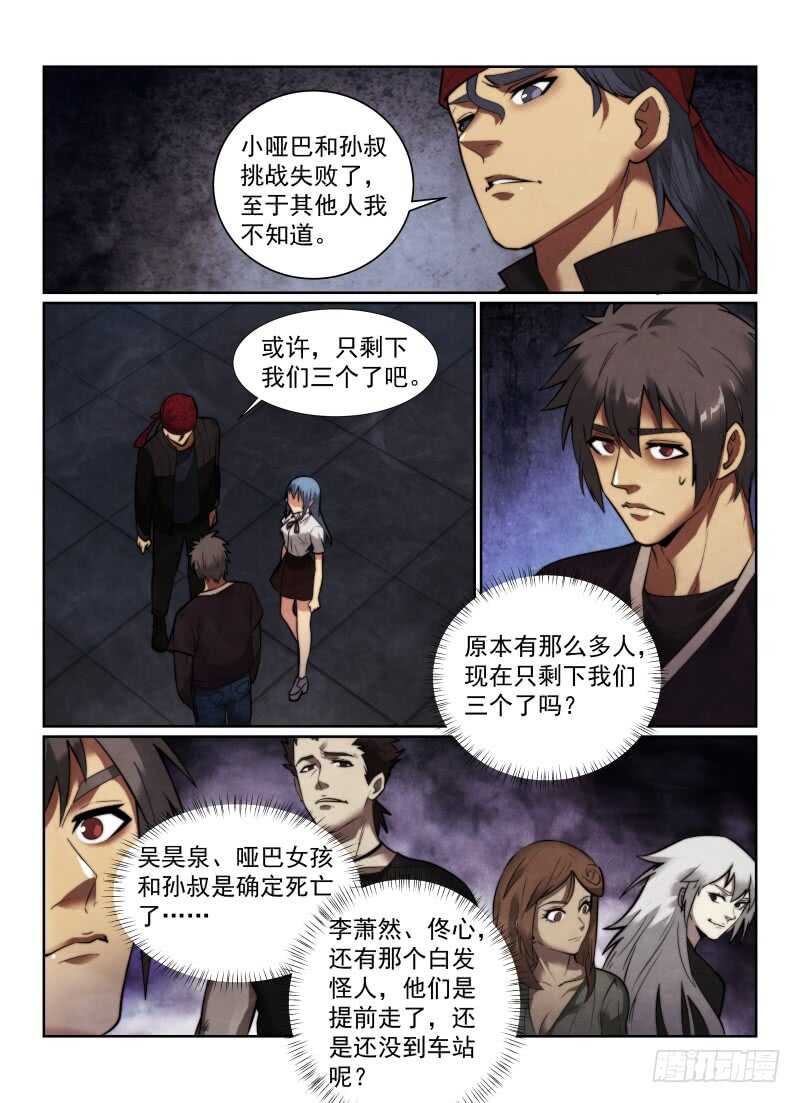 小哑巴和孙叔
挑战失败了，
至于其他人我
不知道。
或许，只剩下
我们三个了吧。
原本有那么多人，
现在只剩下我们
三个了吗？
吴昊泉、哑巴女孩
和孙叔是确定死亡
了……
李萧然、佟心，
还有那个白发
怪人，他们是
提前走了，还
是还没到车站
呢？
腾讯动漫